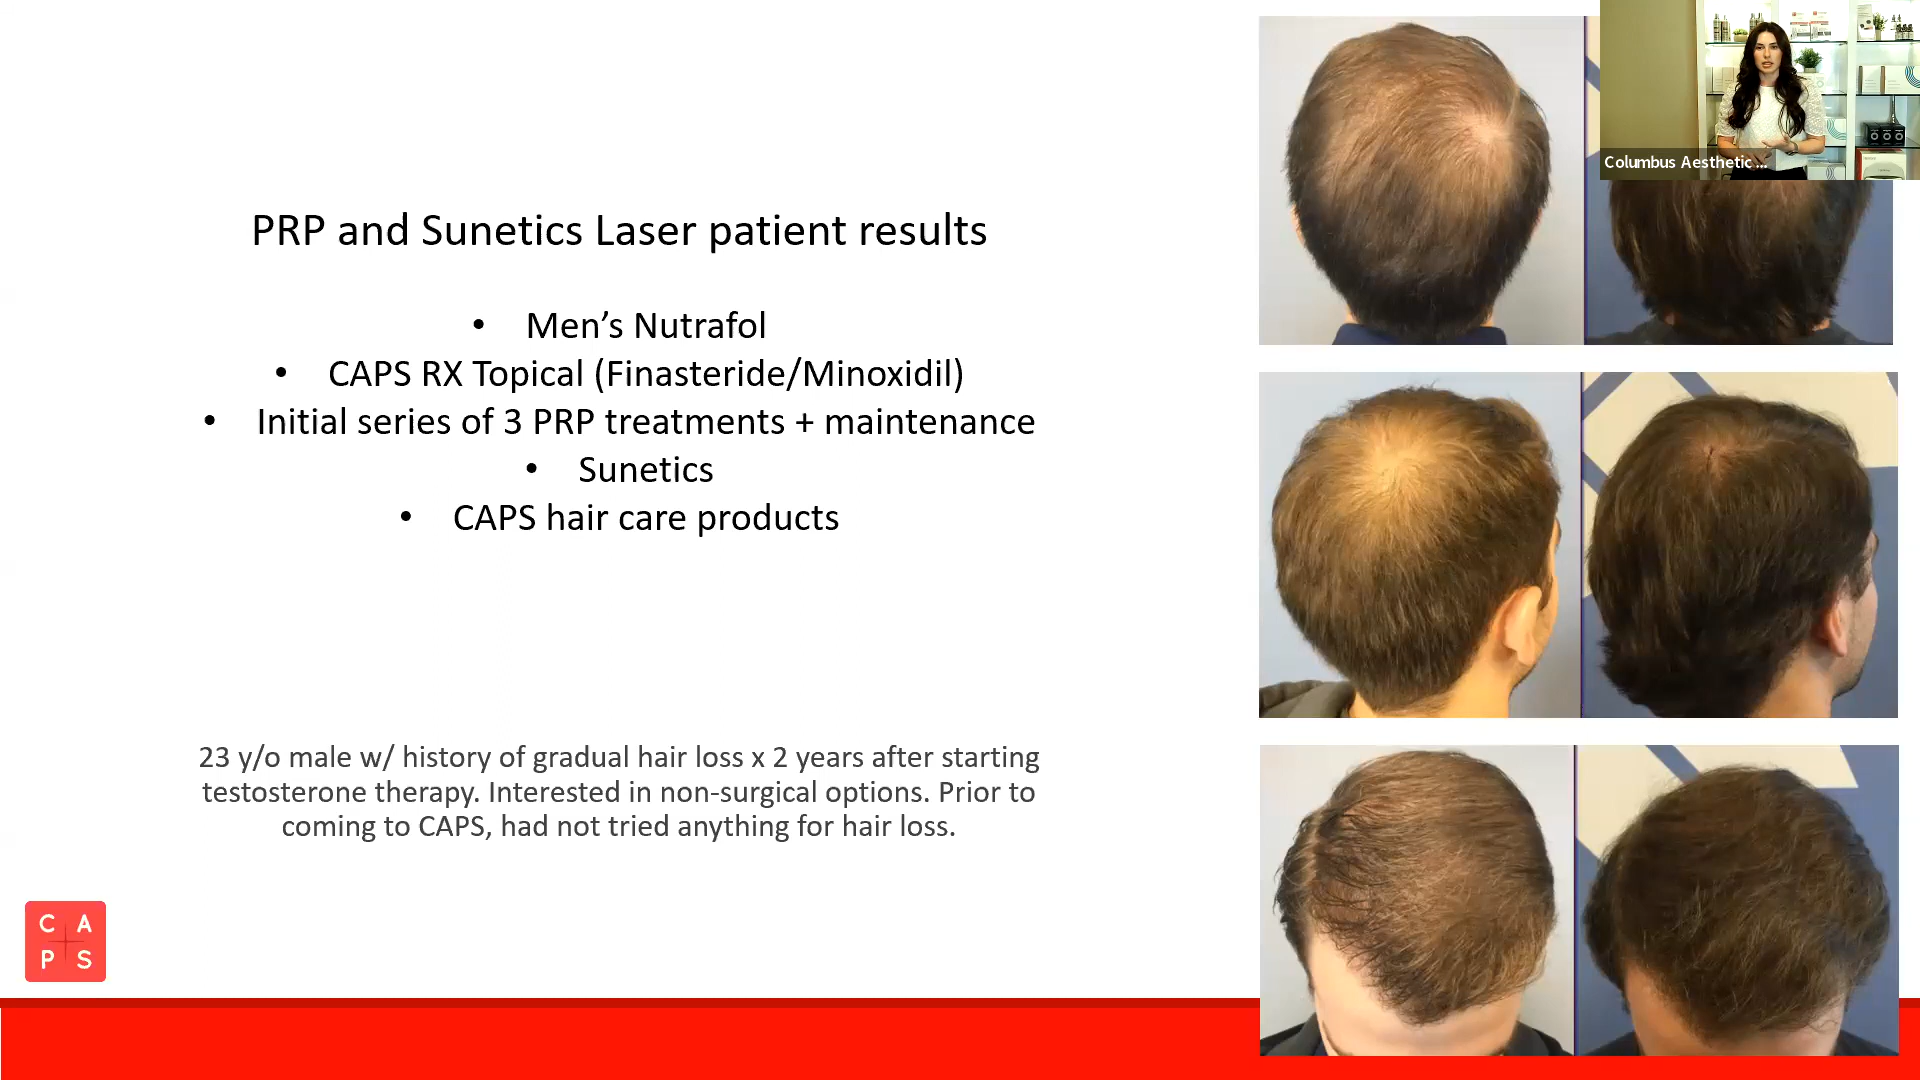 Columbus Aesthetic ...
PRP and Sunetics Laser patient results
• Men’s Nutrafol
• CAPS RX Topical (Finasteride/Minoxidil)
• Initial series of 3 PRP treatments + maintenance
• Sunetics
• CAPS hair care products
23 y/o male w/ history of gradual hair loss x 2 years after starting
testosterone therapy. Interested in non-surgical options. Prior to
coming to CAPS, had not tried anything for hair loss.
C A
P S